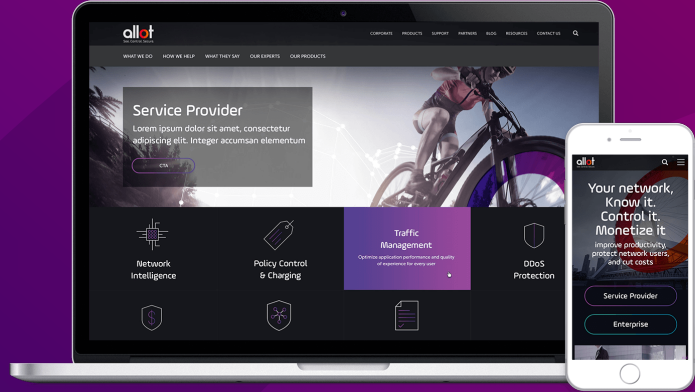 allot
See. Control. Secure.
CORPORATE PRODUCTS SUPPORT PARTNERS BLOG RESOURCES CONTACT US
WHAT WE DO HOW WE HELP WHAT THEY SAY OUR EXPERTS OUR PRODUCTS
Service Provider
Lorem ipsum dolor sit amet, consectetur
adipiscing elit. Integer accumsan elementum
CTA
Network
Intelligence
Policy Control
& Charging
Traffic
Management
Optimize application performance and quality
of experience for every user
DDoS
Protection
allot
Your network,
Know it.
Control it.
Monetize it
improve productivity,
protect network users,
and cut costs
Service Provider
Enterprise